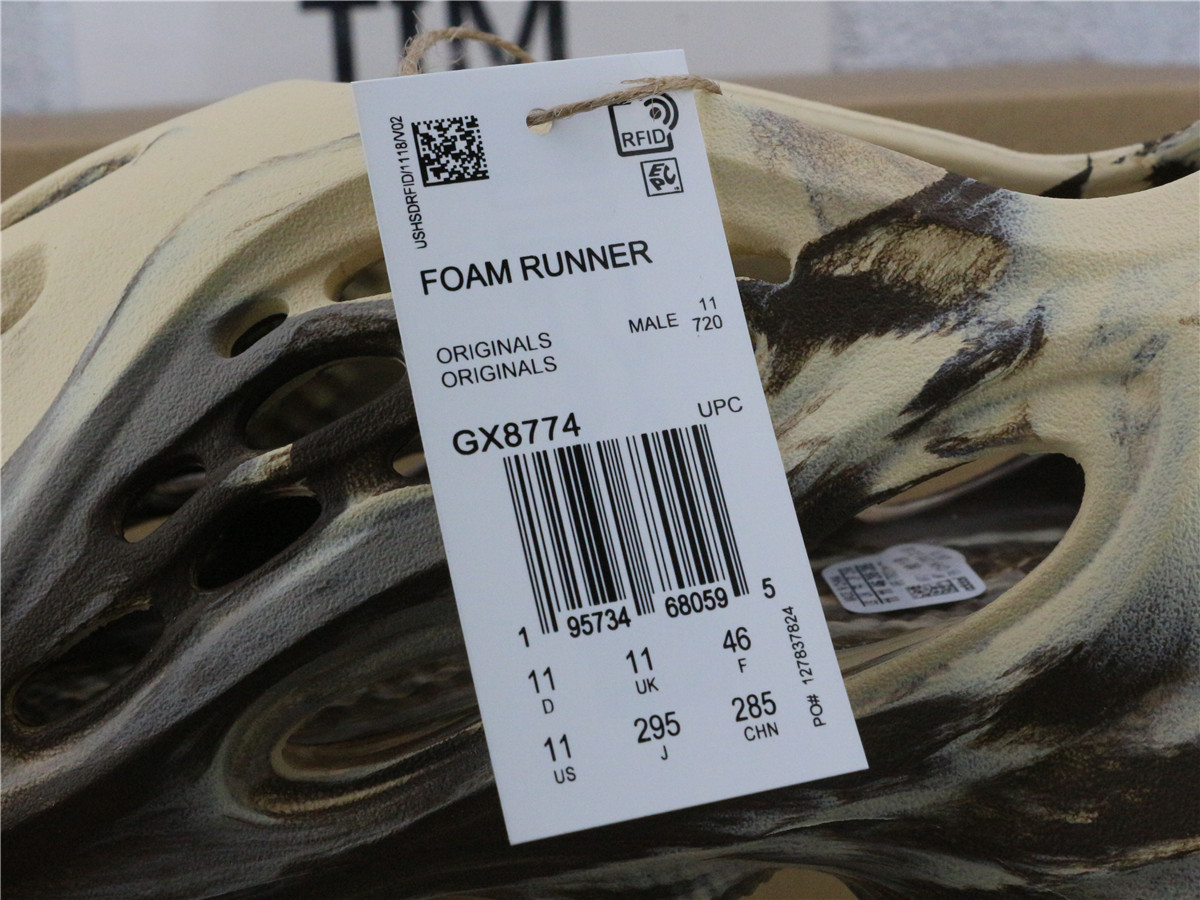 TIM
USHSDRFID/1118/V02
RFID
EPC
FOAM RUNNER
MALE 11
720
ORIGINALS
ORIGINALS
UPC
GX8774
1 95734 68059 5
11 D
11 UK
46 F
11 US
295 J
285 CHN
PO# 127837824